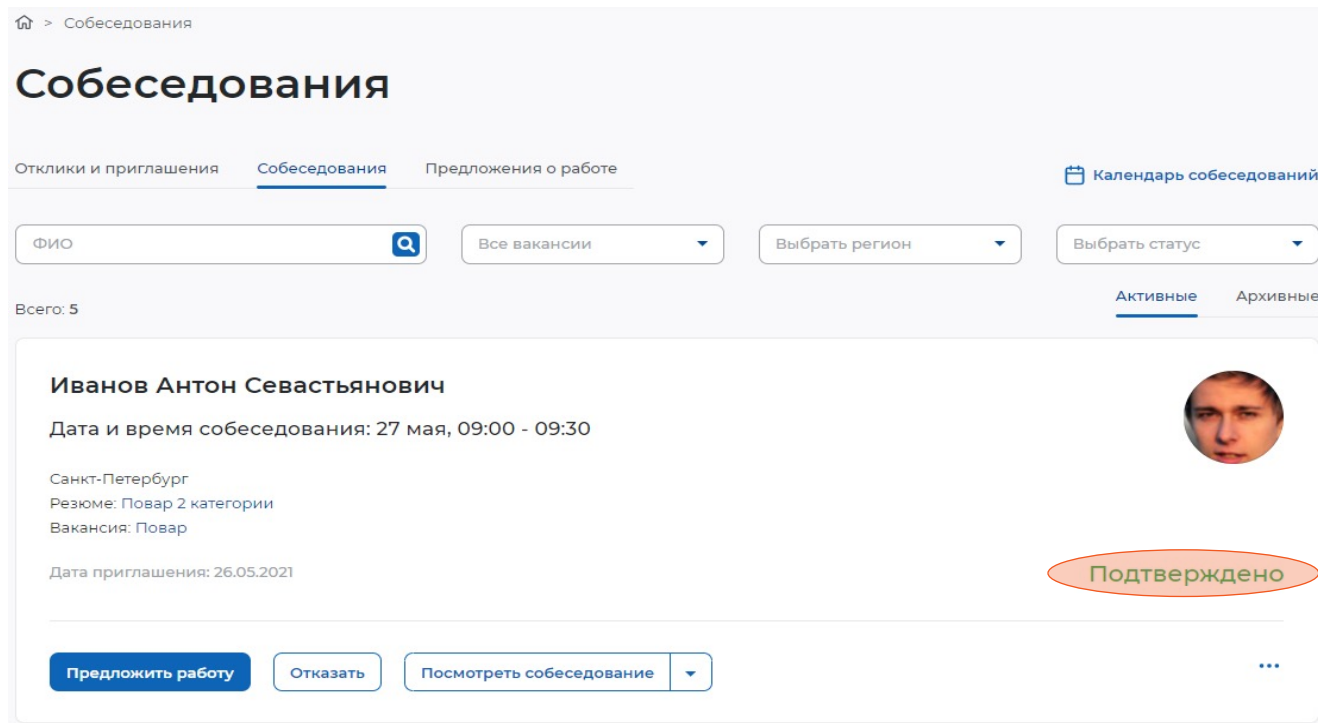 > Собеседования
Собеседования
Отклики и приглашения Собеседования Предложения о работе
Календарь собеседований
ФИО Все вакансии Выбрать регион Выбрать статус
Всего: 5
Активные Архивные
Иванов Антон Севастьянович
Дата и время собеседования: 27 мая, 09:00 - 09:30
Санкт-Петербург
Резюме: Повар 2 категории
Вакансия: Повар
Дата приглашения: 26.05.2021
Подтверждено
Предложить работу Отказать Посмотреть собеседование ...